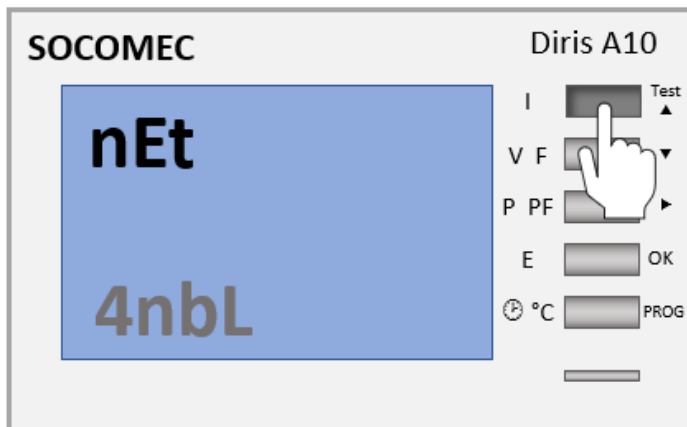 SOCOMEC
Diris A10
nEt
4nbL
I Test ▲
V F ▼
P PF ►
E OK
🕑 °C PROG